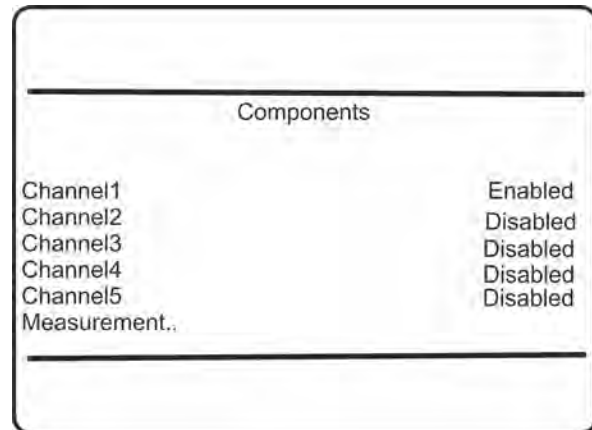 Components
Channel1 Enabled
Channel2 Disabled
Channel3 Disabled
Channel4 Disabled
Channel5 Disabled
Measurement..